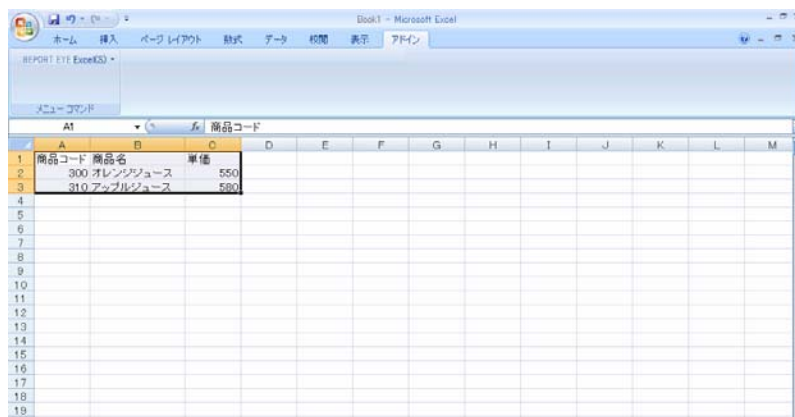 Book1 - Microsoft Excel
ホーム 挿入 ページ レイアウト 数式 データ 校閲 表示 アドイン
REPORT EYE Excel(S)
メニュー コマンド
A1 fx 商品コード
A B C D E F G H I J K L M
1 商品コード 商品名 単価
2 300 オレンジジュース 550
3 310 アップルジュース 580
4
5
6
7
8
9
10
11
12
13
14
15
16
17
18
19